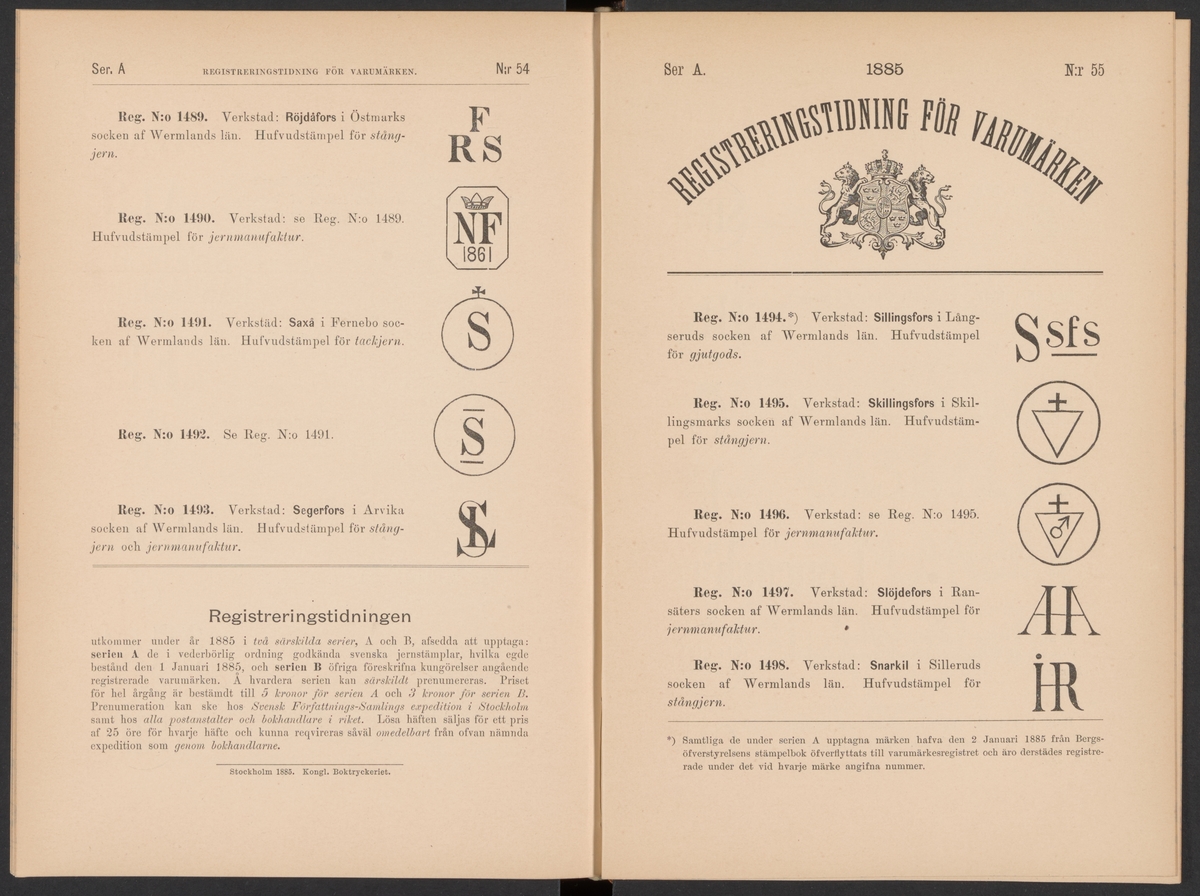 Ser. A REGISTRERINGSTIDNING FÖR VARUMÄRKEN. N:r 54
Reg. N:o 1489. Verkstad: Röjdåfors i Östmarks
socken af Wermlands län. Hufvudstämpel för stång-
jern.
F
RS
Reg. N:o 1490. Verkstad: se Reg. N:o 1489.
Hufvudstämpel för jernmanufaktur.
NF
1861
Reg. N:o 1491. Verkstäd: Saxå i Fernebo soc-
ken af Wermlands län. Hufvudstämpel för tackjern.
S
Reg. N:o 1492. Se Reg. N:o 1491.
S
Reg. N:o 1493. Verkstad: Segerfors i Arvika
socken af Wermlands län. Hufvudstämpel för stång-
jern och jernmanufaktur.
SL
Registreringstidningen
utkommer under år 1885 i två särskilda serier, A och B, afsedda att upptaga:
serien A de i vederbörlig ordning godkända svenska jernstämplar, hvilka egde
bestånd den 1 Januari 1885, och serien B öfriga föreskrifna kungörelser angående
registrerade varumärken. Å hvardera serien kan särskildt prenumereras. Priset
för hel årgång är bestämdt till 5 kronor för serien A och 3 kronor för serien B.
Prenumeration kan ske hos Svensk Författnings-Samlings expedition i Stockholm
samt hos alla postanstalter och bokhandlare i riket. Lösa häften säljas för ett pris
af 25 öre för hvarje häfte och kunna reqvireras såväl omedelbart från ofvan nämnda
expedition som genom bokhandlarne.
Stockholm 1885. Kongl. Boktryckeriet.
Ser A. 1885 N:r 55
REGISTRERINGSTIDNING FÖR VARUMÄRKEN
Reg. N:o 1494.*) Verkstad: Sillingsfors i Lång-
seruds socken af Wermlands län. Hufvudstämpel
för gjutgods.
Ssfs
Reg. N:o 1495. Verkstad: Skillingsfors i Skil-
lingsmarks socken af Wermlands län. Hufvudstäm-
pel för stångjern.
Reg. N:o 1496. Verkstad: se Reg. N:o 1495.
Hufvudstämpel för jernmanufaktur.
Reg. N:o 1497. Verkstad: Slöjdefors i Ran-
säters socken af Wermlands län. Hufvudstämpel för
jernmanufaktur.
AA
Reg. N:o 1498. Verkstad: Snarkil i Silleruds
socken af Wermlands län. Hufvudstämpel för
stångjern.
iR
*) Samtliga de under serien A upptagna märken hafva den 2 Januari 1885 från Bergs-
öfverstyrelsens stämpelbok öfverflyttats till varumärkesregistret och äro derstädes registre-
rade under det vid hvarje märke angifna nummer.